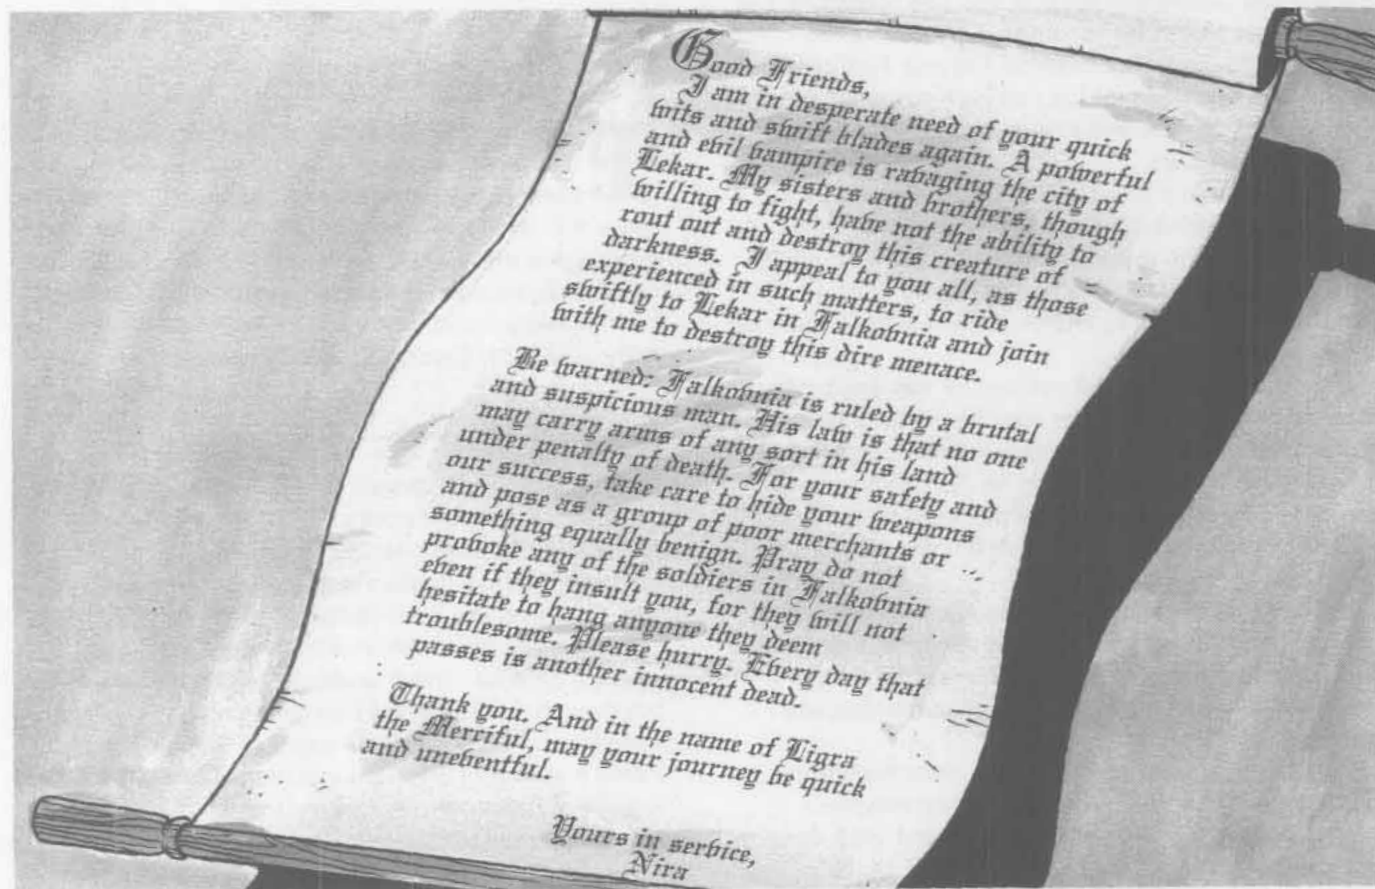 Good Friends,
I am in desperate need of your quick
wits and swift blades again. A powerful
and evil vampire is ravaging the city of
Lekar. My sisters and brothers, though
willing to fight, have not the ability to
rout out and destroy this creature of
darkness. I appeal to you all, as those
experienced in such matters, to ride
swiftly to Lekar in Falkovnia and join
with me to destroy this dire menace.
Be warned: Falkovnia is ruled by a brutal
and suspicious man. His law is that no one
may carry arms of any sort in his land
under penalty of death. For your safety and
our success, take care to hide your weapons
and pose as a group of poor merchants or
something equally benign. Pray do not
provoke any of the soldiers in Falkovnia
even if they insult you, for they will not
hesitate to hang anyone they deem
troublesome. Please hurry. Every day that
passes is another innocent dead.
Thank you. And in the name of Ligra
the Merciful, may your journey be quick
and uneventful.
Yours in service,
Nira